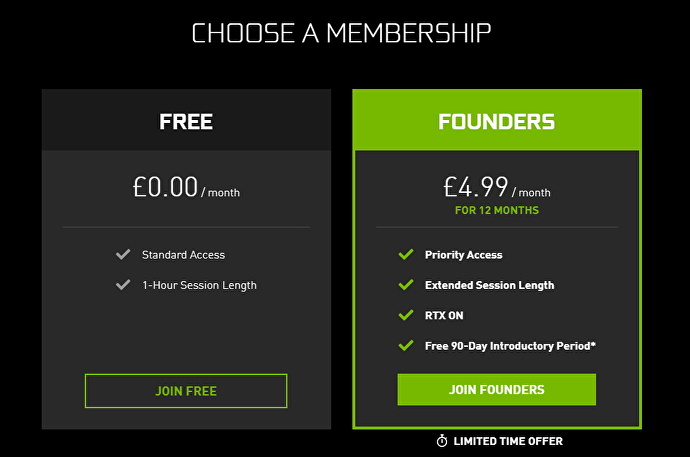 CHOOSE A MEMBERSHIP
FREE
£0.00 / month
Standard Access
1-Hour Session Length
JOIN FREE
FOUNDERS
£4.99 / month
FOR 12 MONTHS
Priority Access
Extended Session Length
RTX ON
Free 90-Day Introductory Period*
JOIN FOUNDERS
LIMITED TIME OFFER